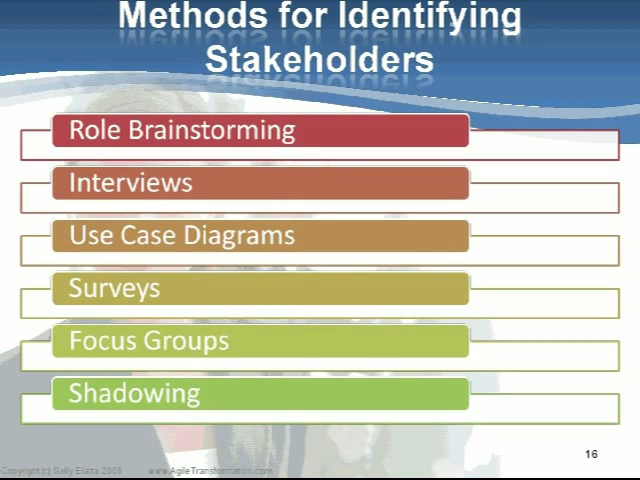 Methods for Identifying
Stakeholders
Role Brainstorming
Interviews
Use Case Diagrams
Surveys
Focus Groups
Shadowing
16
Copyright(c) Sally Elatta 2009 www.AgileTransformation.com